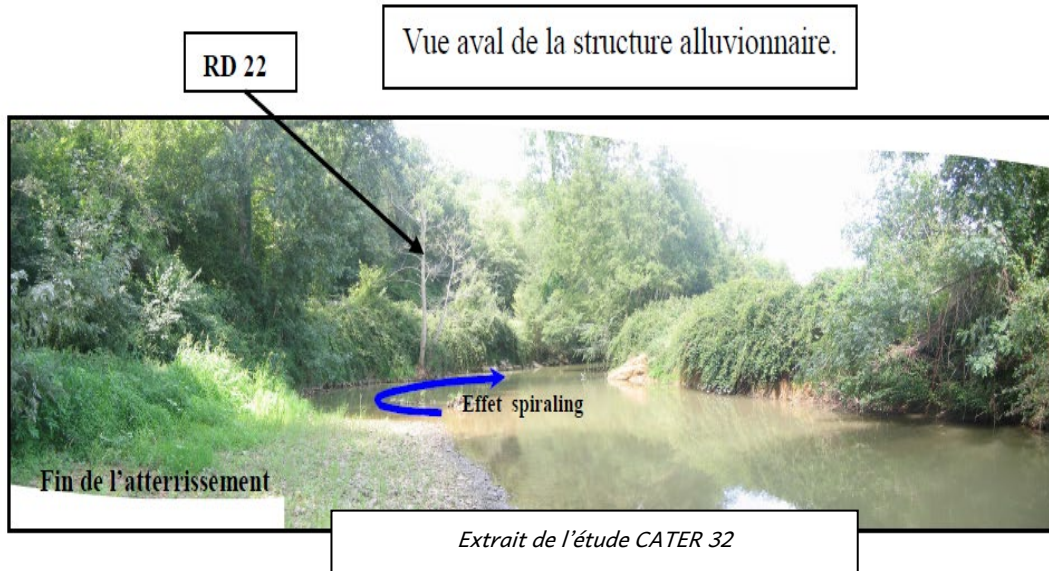 Vue aval de la structure alluvionnaire.
RD 22
Effet spiraling
Fin de l'atterrissement
Extrait de l'étude CATER 32